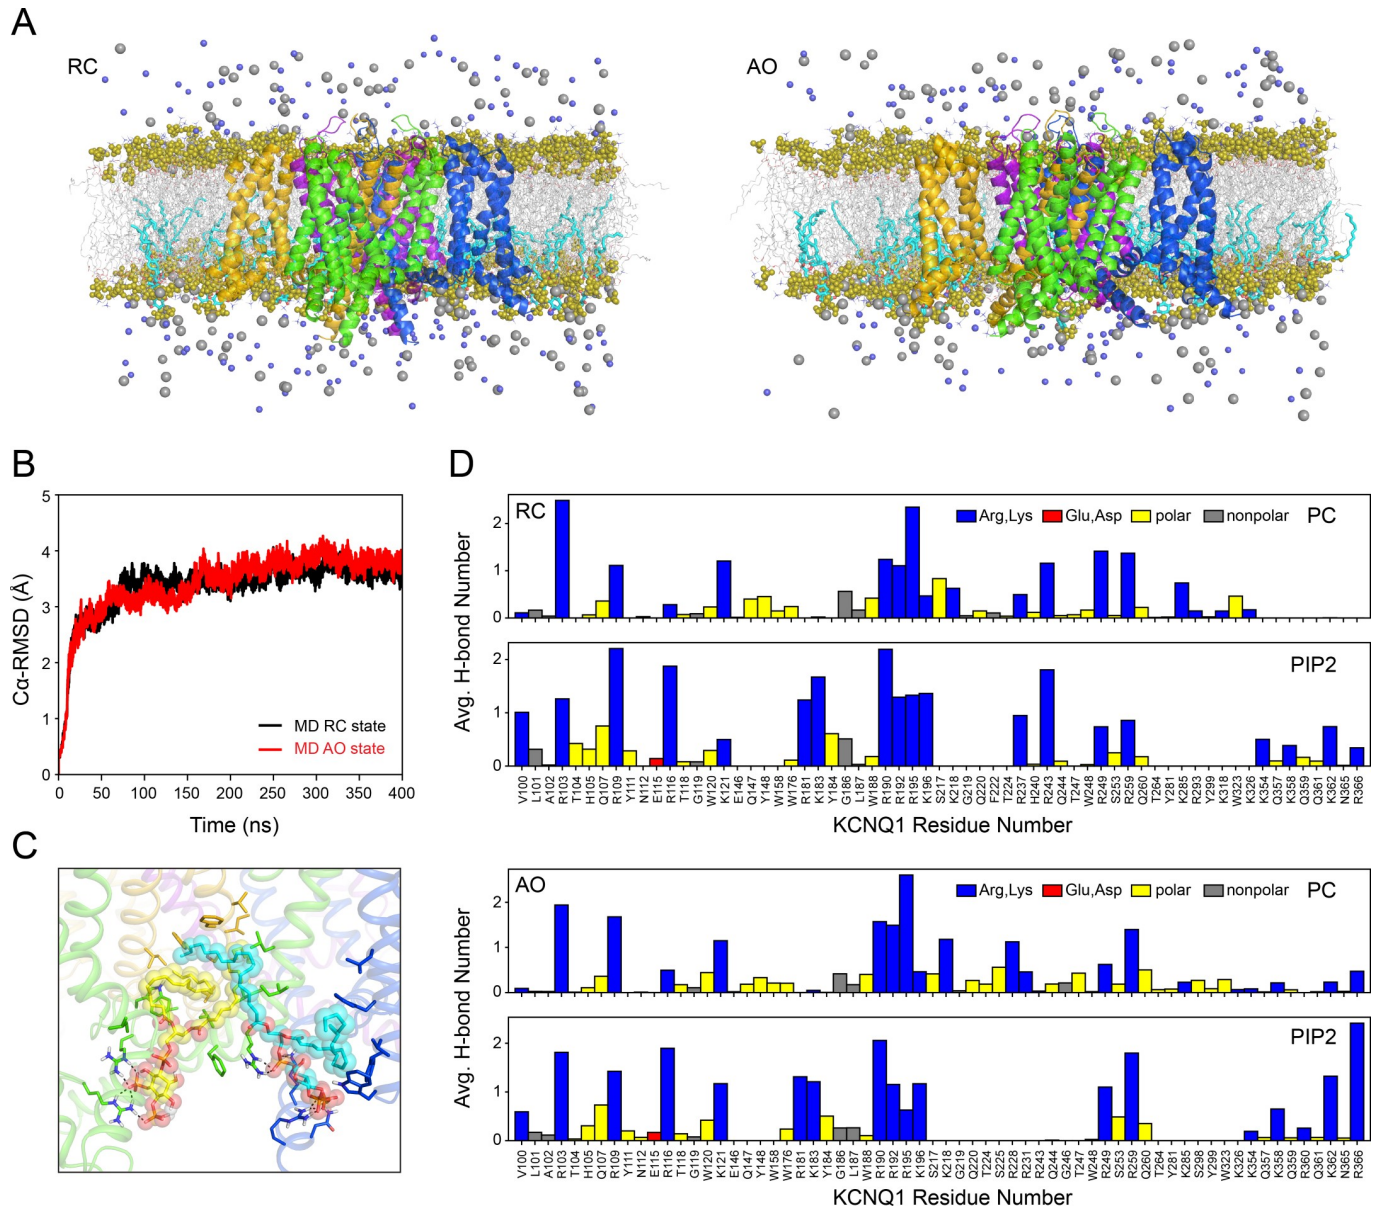 A
RC
AO
B
Cα-RMSD (Å)
5
4
3
2
1
0
MD RC state
MD AO state
0 50 100 150 200 250 300 350 400
Time (ns)
C
D
RC
Arg,Lys Glu,Asp polar nonpolar PC
2
1
0
PIP2
2
1
0
Avg. H-bond Number
V100 L101 A102 R103 T104 H105 Q107 R109 Y111 N112 E115 R116 T118 G119 W120 K121 E146 Q147 Y148 W158 W176 R181 K183 Y184 G186 L187 W188 R190 R192 R195 K196 S217 K218 G219 Q220 F222 T224 R237 H240 R243 Q244 T247 W248 R249 S253 R259 Q260 T264 Y281 K285 R293 Y299 K318 W323 K326 K354 Q357 K358 Q359 Q361 K362 N365 R366
KCNQ1 Residue Number
AO
Arg,Lys Glu,Asp polar nonpolar PC
2
1
0
PIP2
2
1
0
Avg. H-bond Number
V100 L101 A102 R103 T104 H105 Q107 R109 Y111 N112 E115 R116 T118 G119 W120 K121 E146 Q147 Y148 W158 W176 R181 K183 Y184 G186 L187 W188 R190 R192 R195 K196 S217 K218 G219 Q220 T224 S225 R228 R231 R243 Q244 G246 T247 W248 R249 S253 R259 Q260 T264 Y281 K285 S298 Y299 W323 K326 K354 Q357 K358 Q359 R360 Q361 K362 N365 R366
KCNQ1 Residue Number